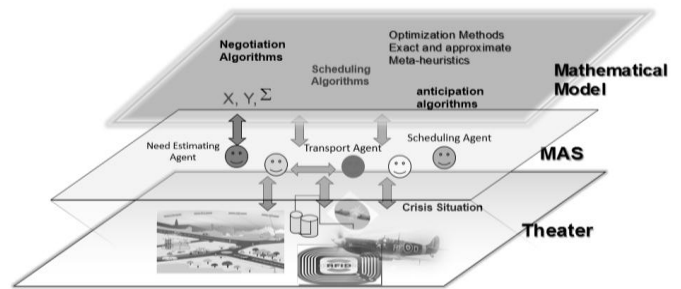 Negotiation
Algorithms
X, Y, Σ
Scheduling
Algorithms
Optimization Methods
Exact and approximate
Meta-heuristics
anticipation
algorithms
Mathematical
Model
Need Estimating
Agent
Transport Agent
Scheduling Agent
MAS
Crisis Situation
Theater
RFID